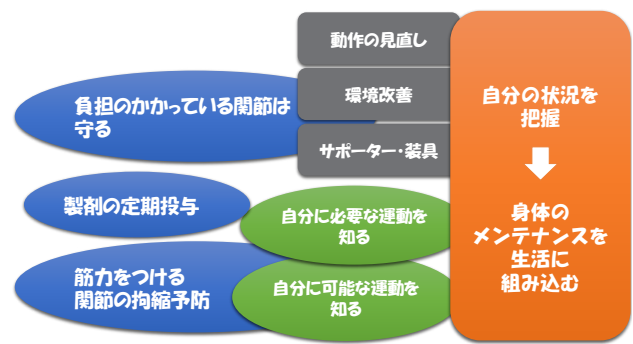 負担のかかっている関節は
守る
動作の見直し
環境改善
サポーター・装具
製剤の定期投与
自分に必要な運動を
知る
筋力をつける
関節の拘縮予防
自分に可能な運動を
知る
自分の状況を
把握
身体の
メンテナンスを
生活に
組み込む